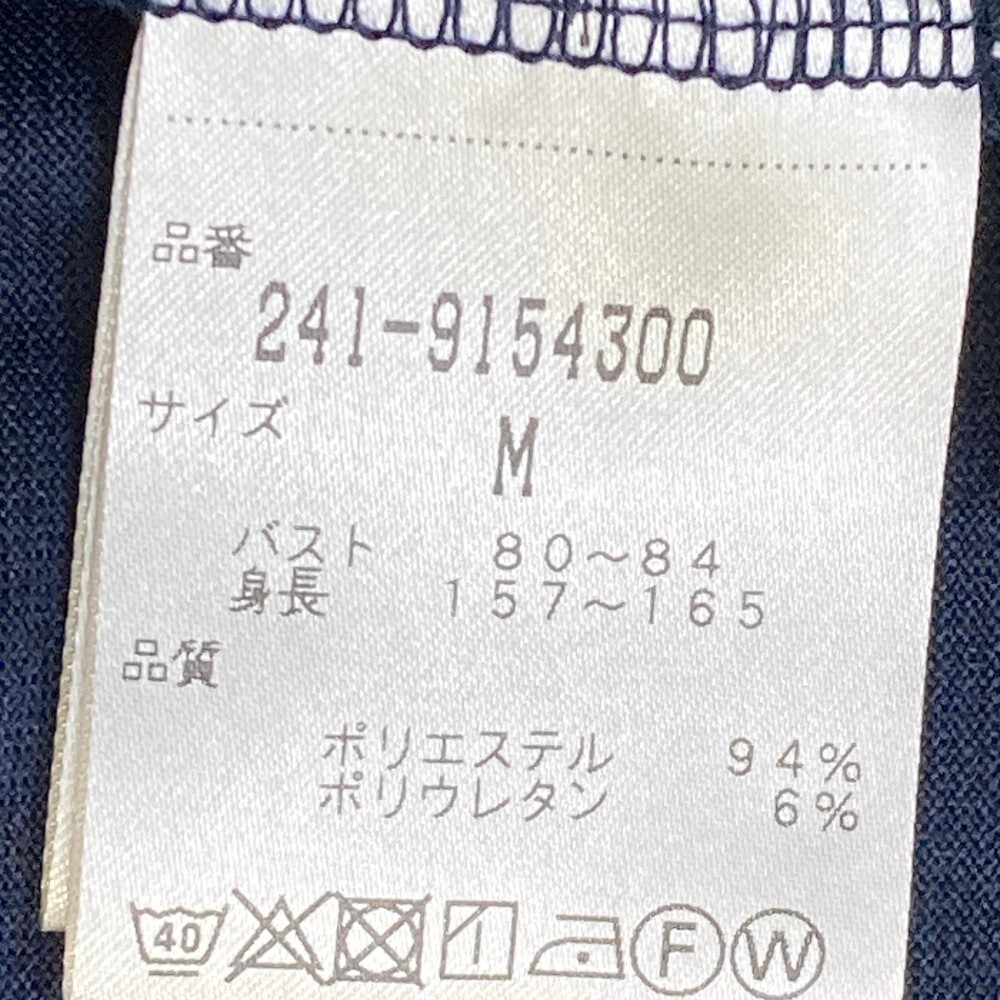 品番
241-9154300
サイズ
M
バスト 80~84
身長 157~165
品質
ポリエステル 94%
ポリウレタン 6%
40 F W